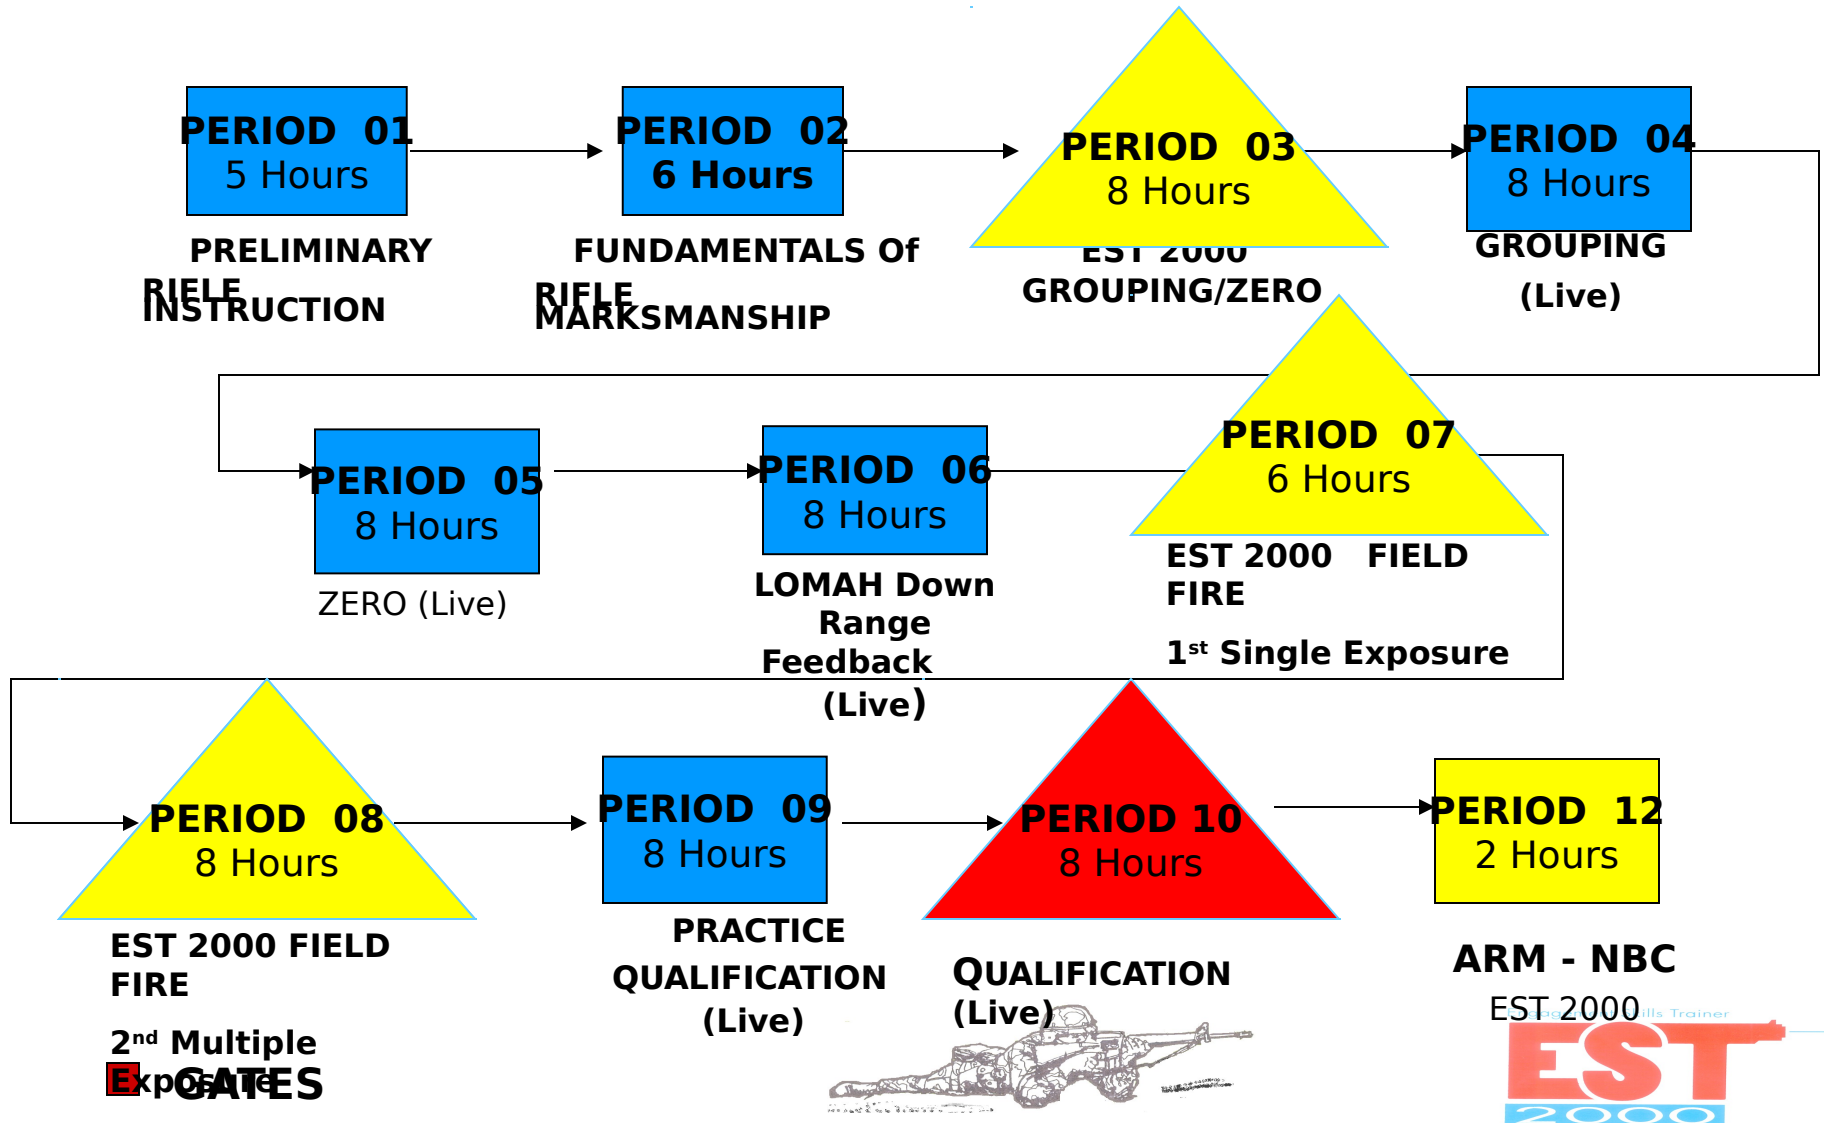 PERIOD  01
5 Hours
PRELIMINARY
RIFLE
INSTRUCTION
PERIOD  02
6 Hours
FUNDAMENTALS Of
RIFLE
MARKSMANSHIP
PERIOD  03
8 Hours
EST 2000
GROUPING/ZERO
PERIOD  04
8 Hours
GROUPING
(Live)
PERIOD  05
8 Hours
ZERO (Live)
PERIOD  06
8 Hours
LOMAH Down
Range
Feedback
(Live)
PERIOD  07
6 Hours
EST 2000   FIELD
FIRE
1st Single Exposure
PERIOD  08
8 Hours
EST 2000 FIELD
FIRE
2nd Multiple
Exposure
PERIOD  09
8 Hours
PRACTICE
QUALIFICATION
(Live)
PERIOD 10
8 Hours
QUALIFICATION
(Live)
PERIOD  12
2 Hours
ARM - NBC
EST 2000
GATES
Engagement Skills Trainer
EST
2000